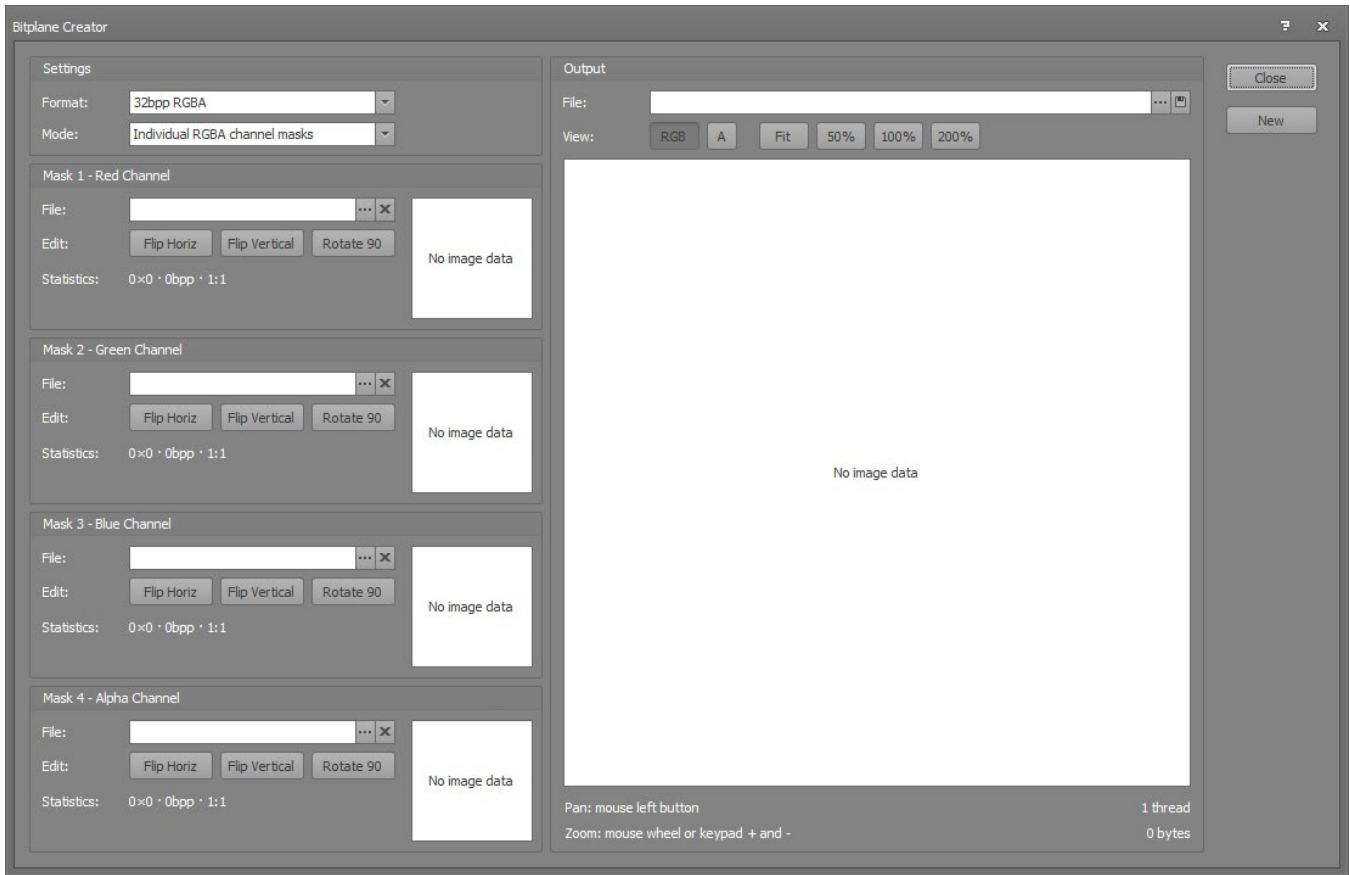 Bitplane Creator
Settings
Format: 32bpp RGBA
Mode: Individual RGBA channel masks
Mask 1 - Red Channel
File:
Edit: Flip Horiz Flip Vertical Rotate 90
Statistics: 0×0 · 0bpp · 1:1
No image data
Mask 2 - Green Channel
File:
Edit: Flip Horiz Flip Vertical Rotate 90
Statistics: 0×0 · 0bpp · 1:1
No image data
Mask 3 - Blue Channel
File:
Edit: Flip Horiz Flip Vertical Rotate 90
Statistics: 0×0 · 0bpp · 1:1
No image data
Mask 4 - Alpha Channel
File:
Edit: Flip Horiz Flip Vertical Rotate 90
Statistics: 0×0 · 0bpp · 1:1
No image data
Output
File:
View: RGB A Fit 50% 100% 200%
No image data
Pan: mouse left button 1 thread
Zoom: mouse wheel or keypad + and - 0 bytes
Close
New